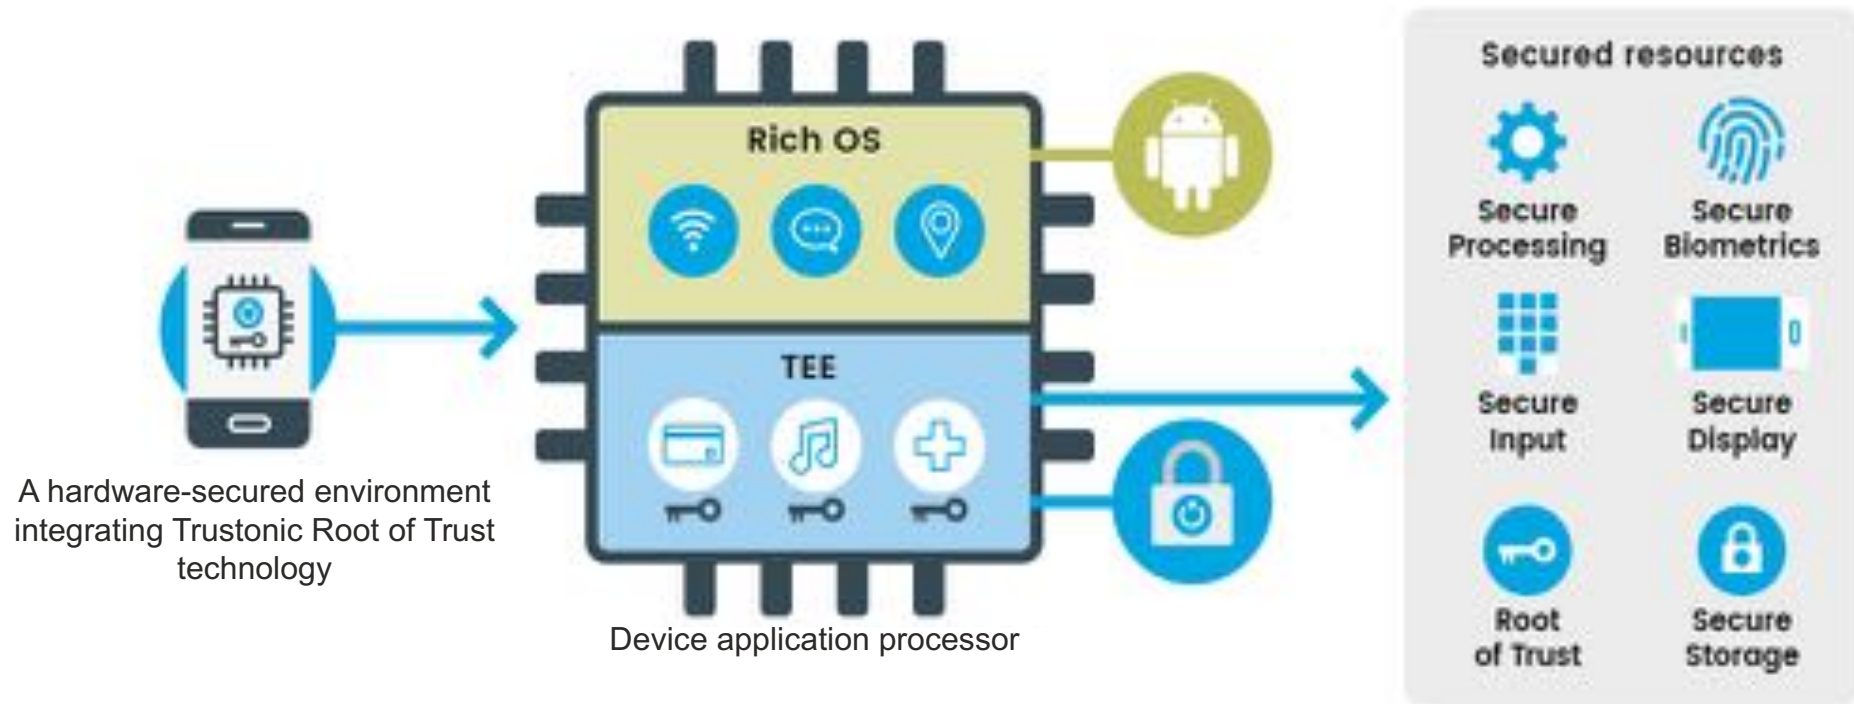 A hardware-secured environment
integrating Trustonic Root of Trust
technology
Rich OS
TEE
Device application processor
Secured resources
Secure
Processing
Secure
Biometrics
Secure
Input
Secure
Display
Root
of Trust
Secure
Storage